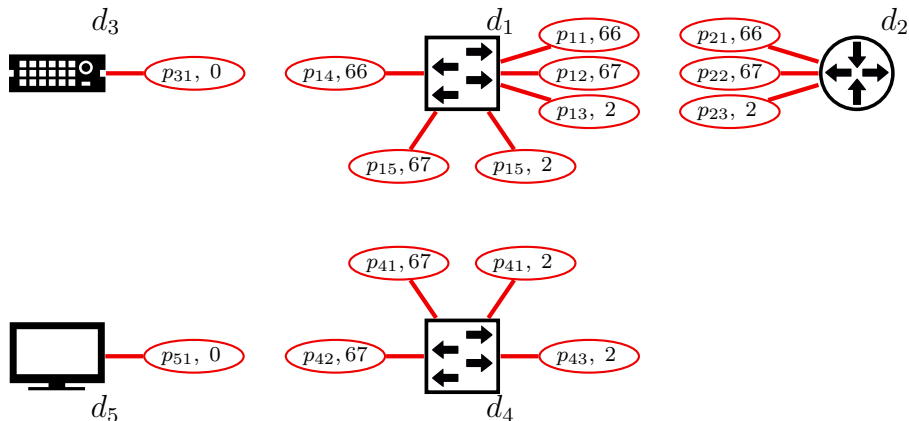 d₃
d₁
d₂
p₃₁, 0
p₁₄, 66
p₁₁, 66
p₁₂, 67
p₁₃, 2
p₂₁, 66
p₂₂, 67
p₂₃, 2
p₁₅, 67
p₁₅, 2
p₄₁, 67
p₄₁, 2
p₅₁, 0
p₄₂, 67
p₄₃, 2
d₅
d₄